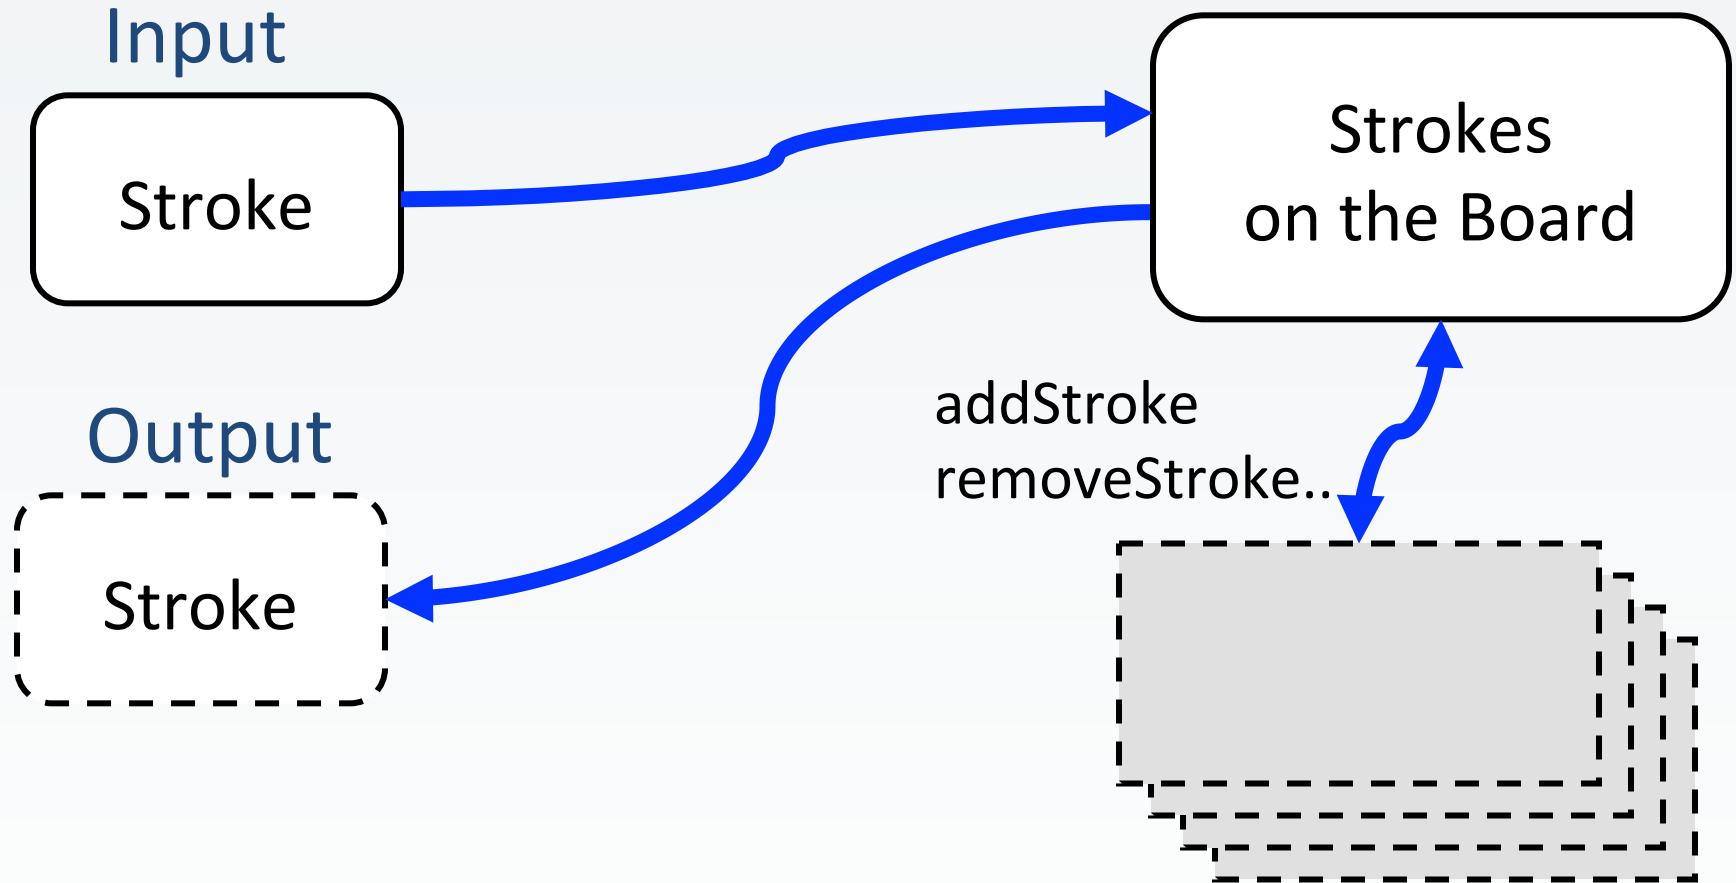 Input
Stroke
Strokes
on the Board
addStroke
removeStroke..
Output
Stroke